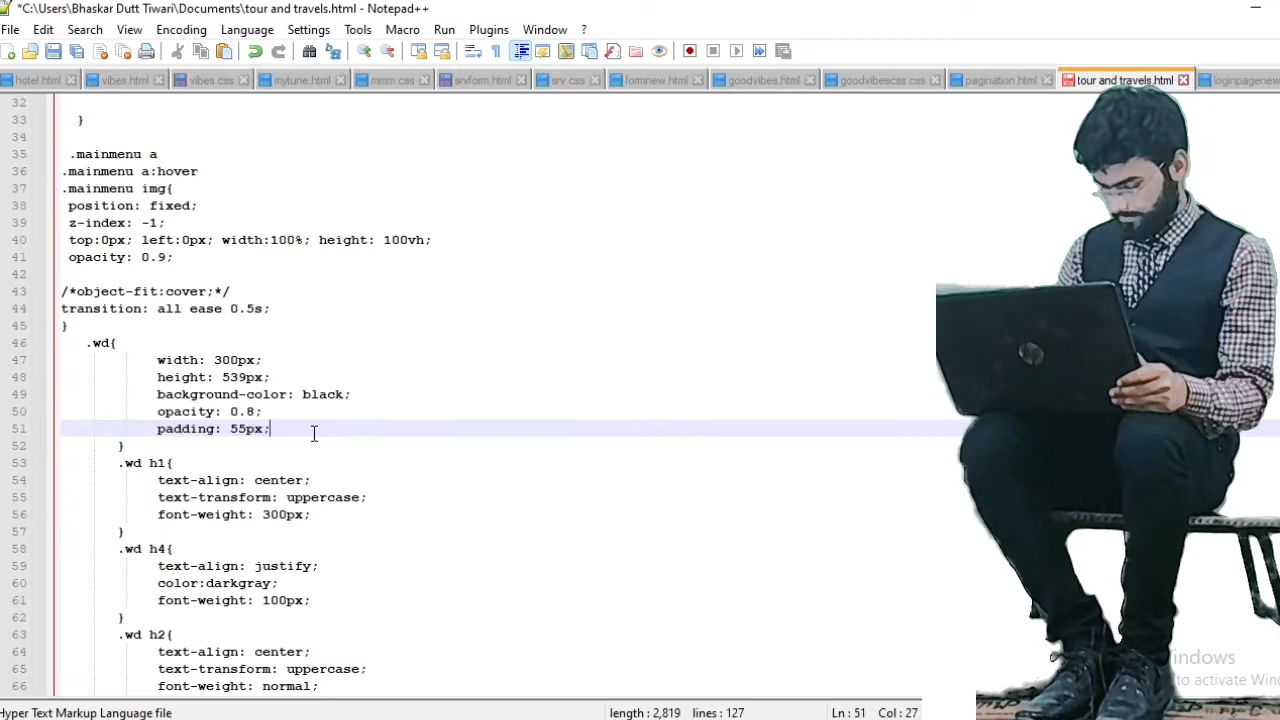 *C:\Users\Bhaskar Dutt Tiwari\Documents\tour and travels.html - Notepad++
File Edit Search View Encoding Language Settings Tools Macro Run Plugins Window ?
hotel.html vibes.html vibes.css mytune.html mm.css srvform.html srv.css formnew.html goodvibes.html goodvibescss.css pagination.html tour and travels.html loginpagenew
32
33 }
34
35 .mainmenu a
36 .mainmenu a:hover
37 .mainmenu img{
38 position: fixed;
39 z-index: -1;
40 top:0px; left:0px; width:100%; height: 100vh;
41 opacity: 0.9;
42
43 /*object-fit:cover;*/
44 transition: all ease 0.5s;
45 }
46 .wd{
47 width: 300px;
48 height: 539px;
49 background-color: black;
50 opacity: 0.8;
51 padding: 55px;
52 }
53 .wd h1{
54 text-align: center;
55 text-transform: uppercase;
56 font-weight: 300px;
57 }
58 .wd h4{
59 text-align: justify;
60 color:darkgray;
61 font-weight: 100px;
62 }
63 .wd h2{
64 text-align: center;
65 text-transform: uppercase;
66 font-weight: normal;
indows
to activate Win
Hyper Text Markup Language file length : 2,819 lines : 127 Ln : 51 Col : 27